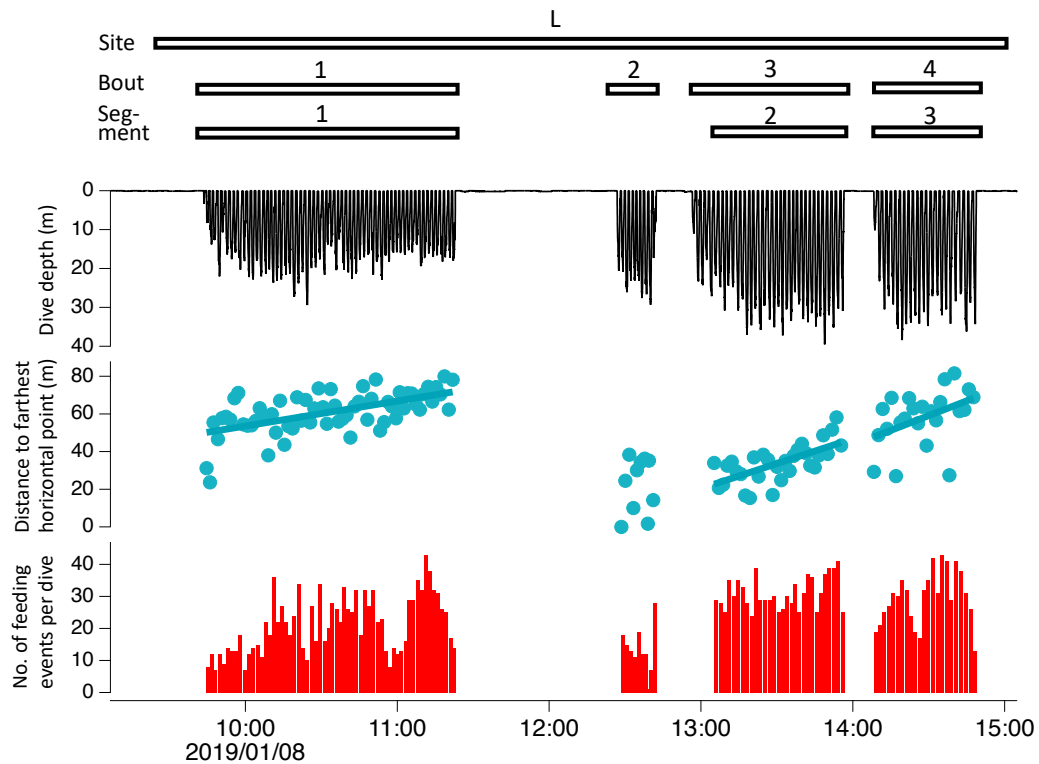 L
Site
1 2 3 4
Bout
Seg-
ment
1 2 3
Dive depth (m)
0
10
20
30
40
Distance to farthest
horizontal point (m)
80
60
40
20
0
No. of feeding
events per dive
40
30
20
10
0
10:00 11:00 12:00 13:00 14:00 15:00
2019/01/08